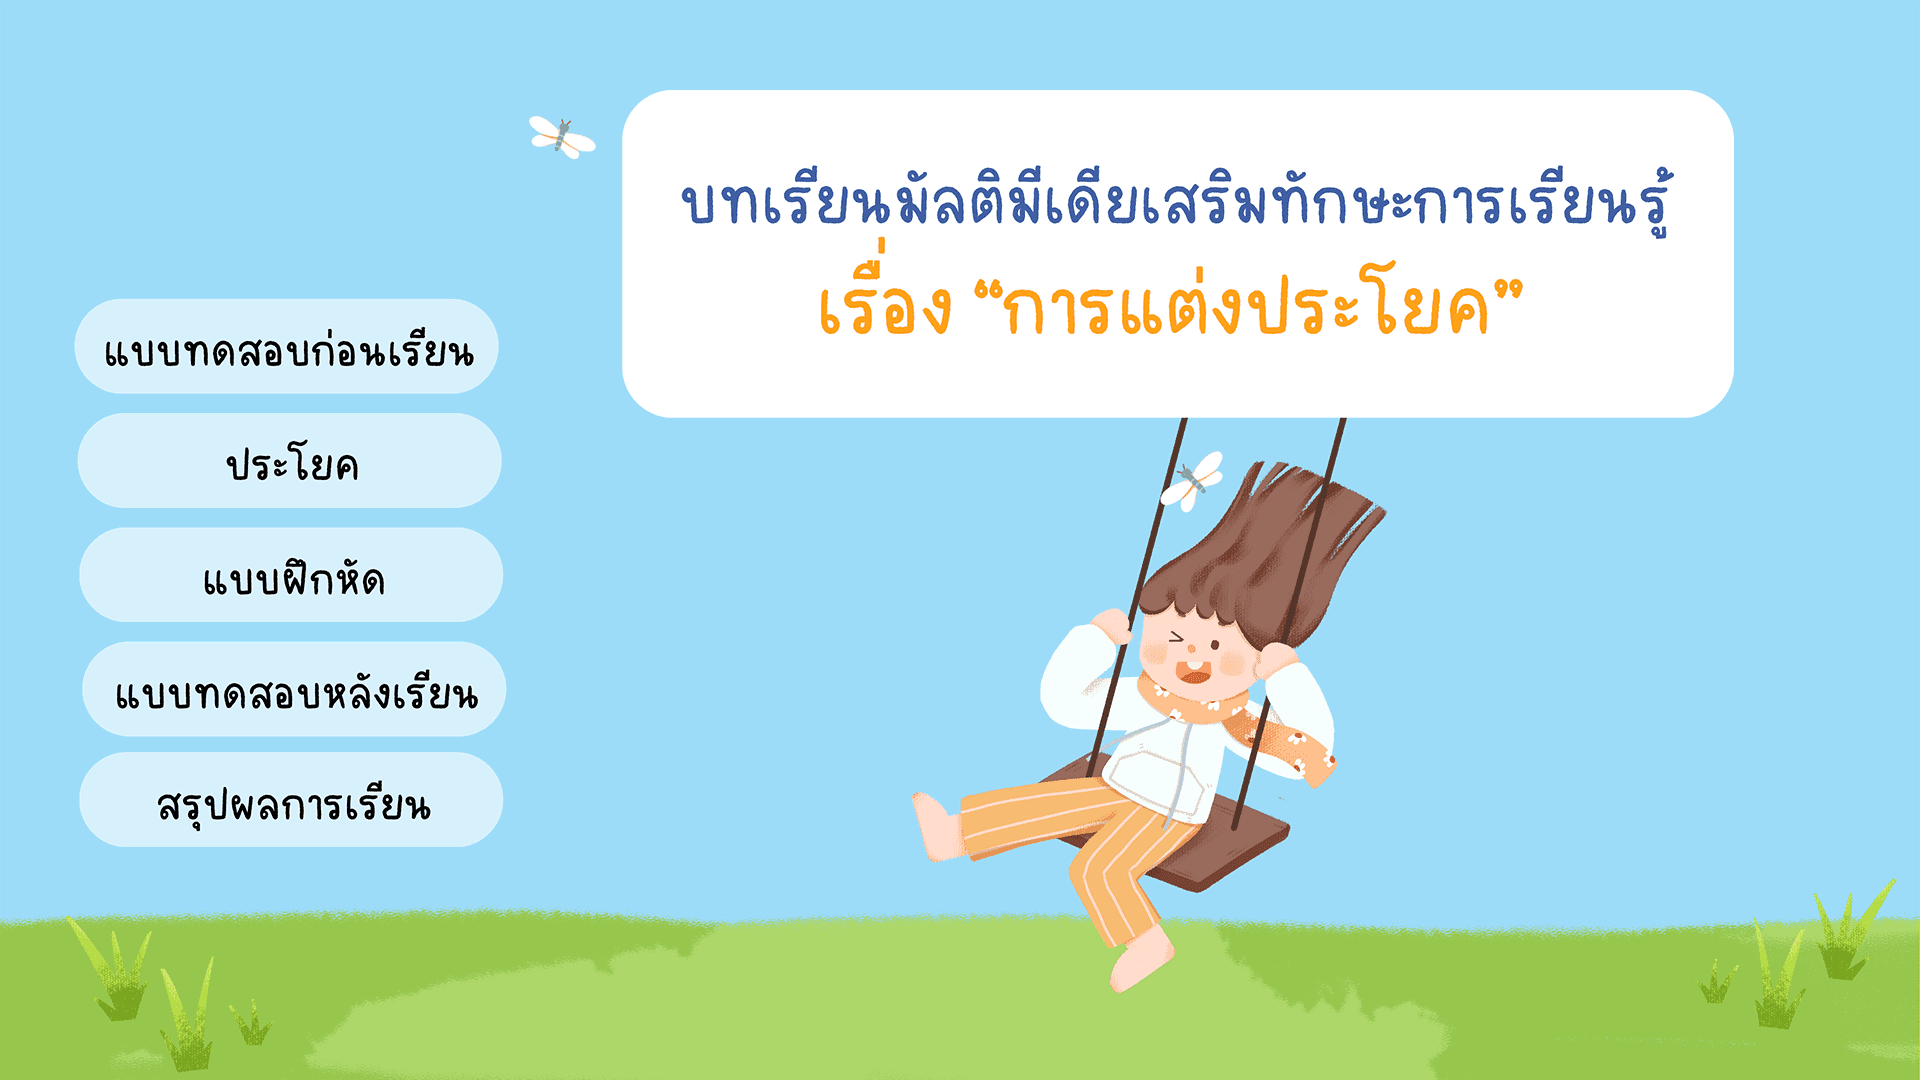 บทเรียนมัลติมีเดียเสริมทักษะการเรียนรู้
เรื่อง “การแต่งประโยค”
แบบทดสอบก่อนเรียน
ประโยค
แบบฝึกหัด
แบบทดสอบหลังเรียน
สรุปผลการเรียน